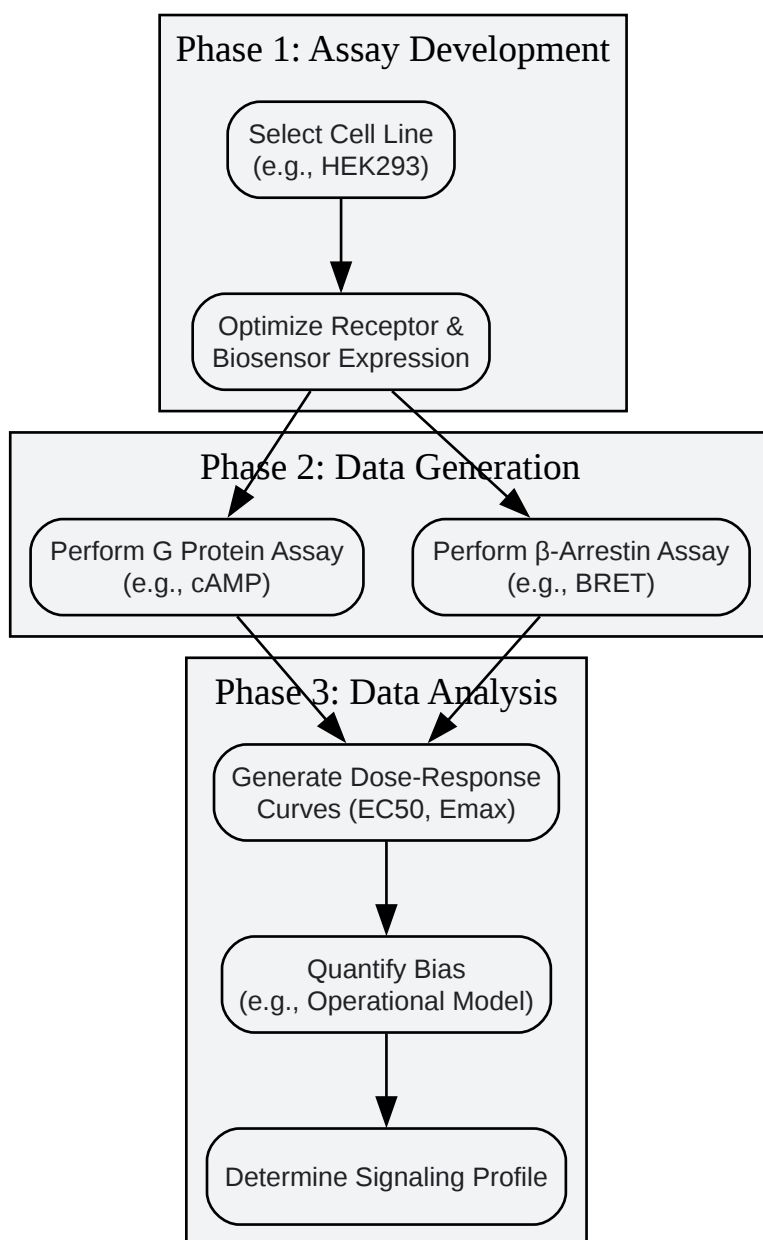 Phase 1: Assay Development
Select Cell Line
(e.g., HEK293)
Optimize Receptor &
Biosensor Expression
Phase 2: Data Generation
Perform G Protein Assay
(e.g., cAMP)
Perform β-Arrestin Assay
(e.g., BRET)
Phase 3: Data Analysis
Generate Dose-Response
Curves (EC50, Emax)
Quantify Bias
(e.g., Operational Model)
Determine Signaling Profile